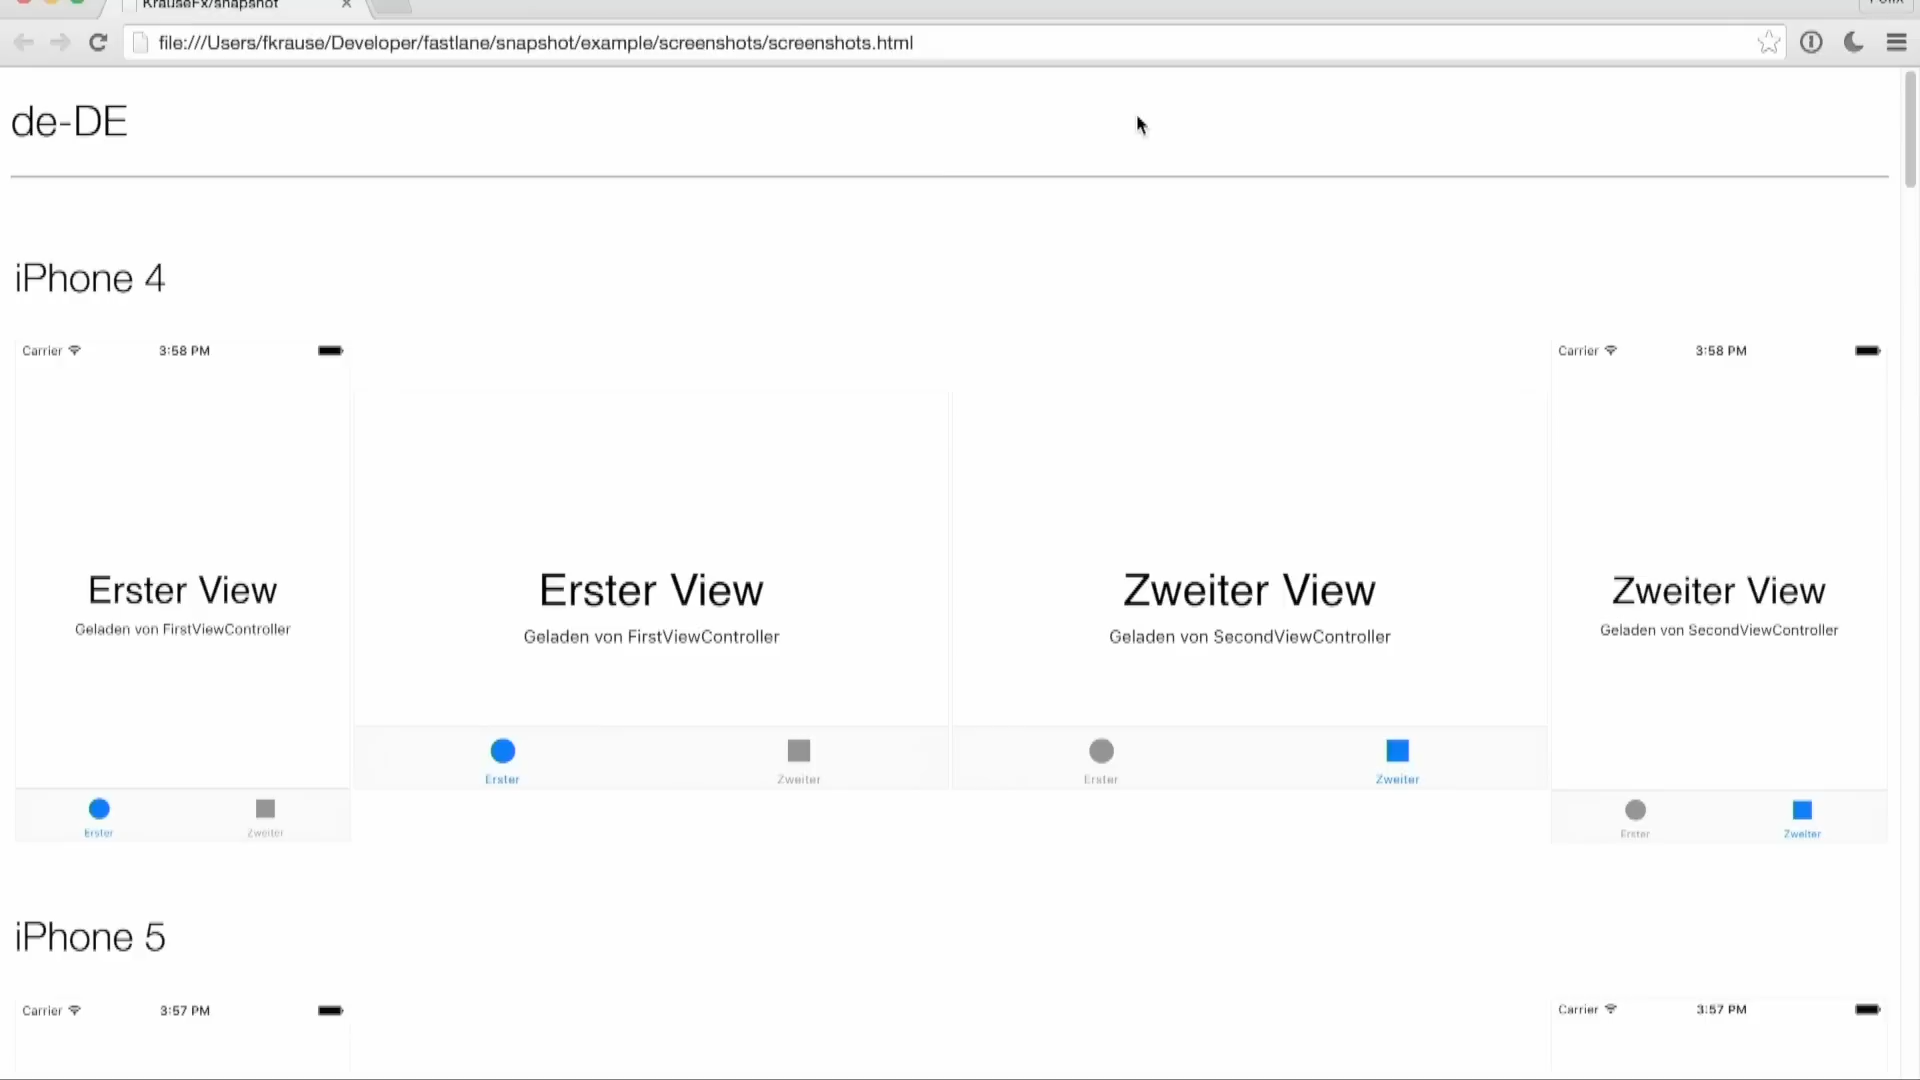 KrauseFx/snapshot
Felix
file:///Users/fkrause/Developer/fastlane/snapshot/example/screenshots/screenshots.html
de-DE
iPhone 4
Carrier 3:58 PM
Carrier 3:58 PM
Erster View
Geladen von FirstViewController
Erster View
Geladen von FirstViewController
Zweiter View
Geladen von SecondViewController
Zweiter View
Geladen von SecondViewController
Erster Zweiter
Erster Zweiter
Erster Zweiter
Erster Zweiter
iPhone 5
Carrier 3:57 PM
Carrier 3:57 PM